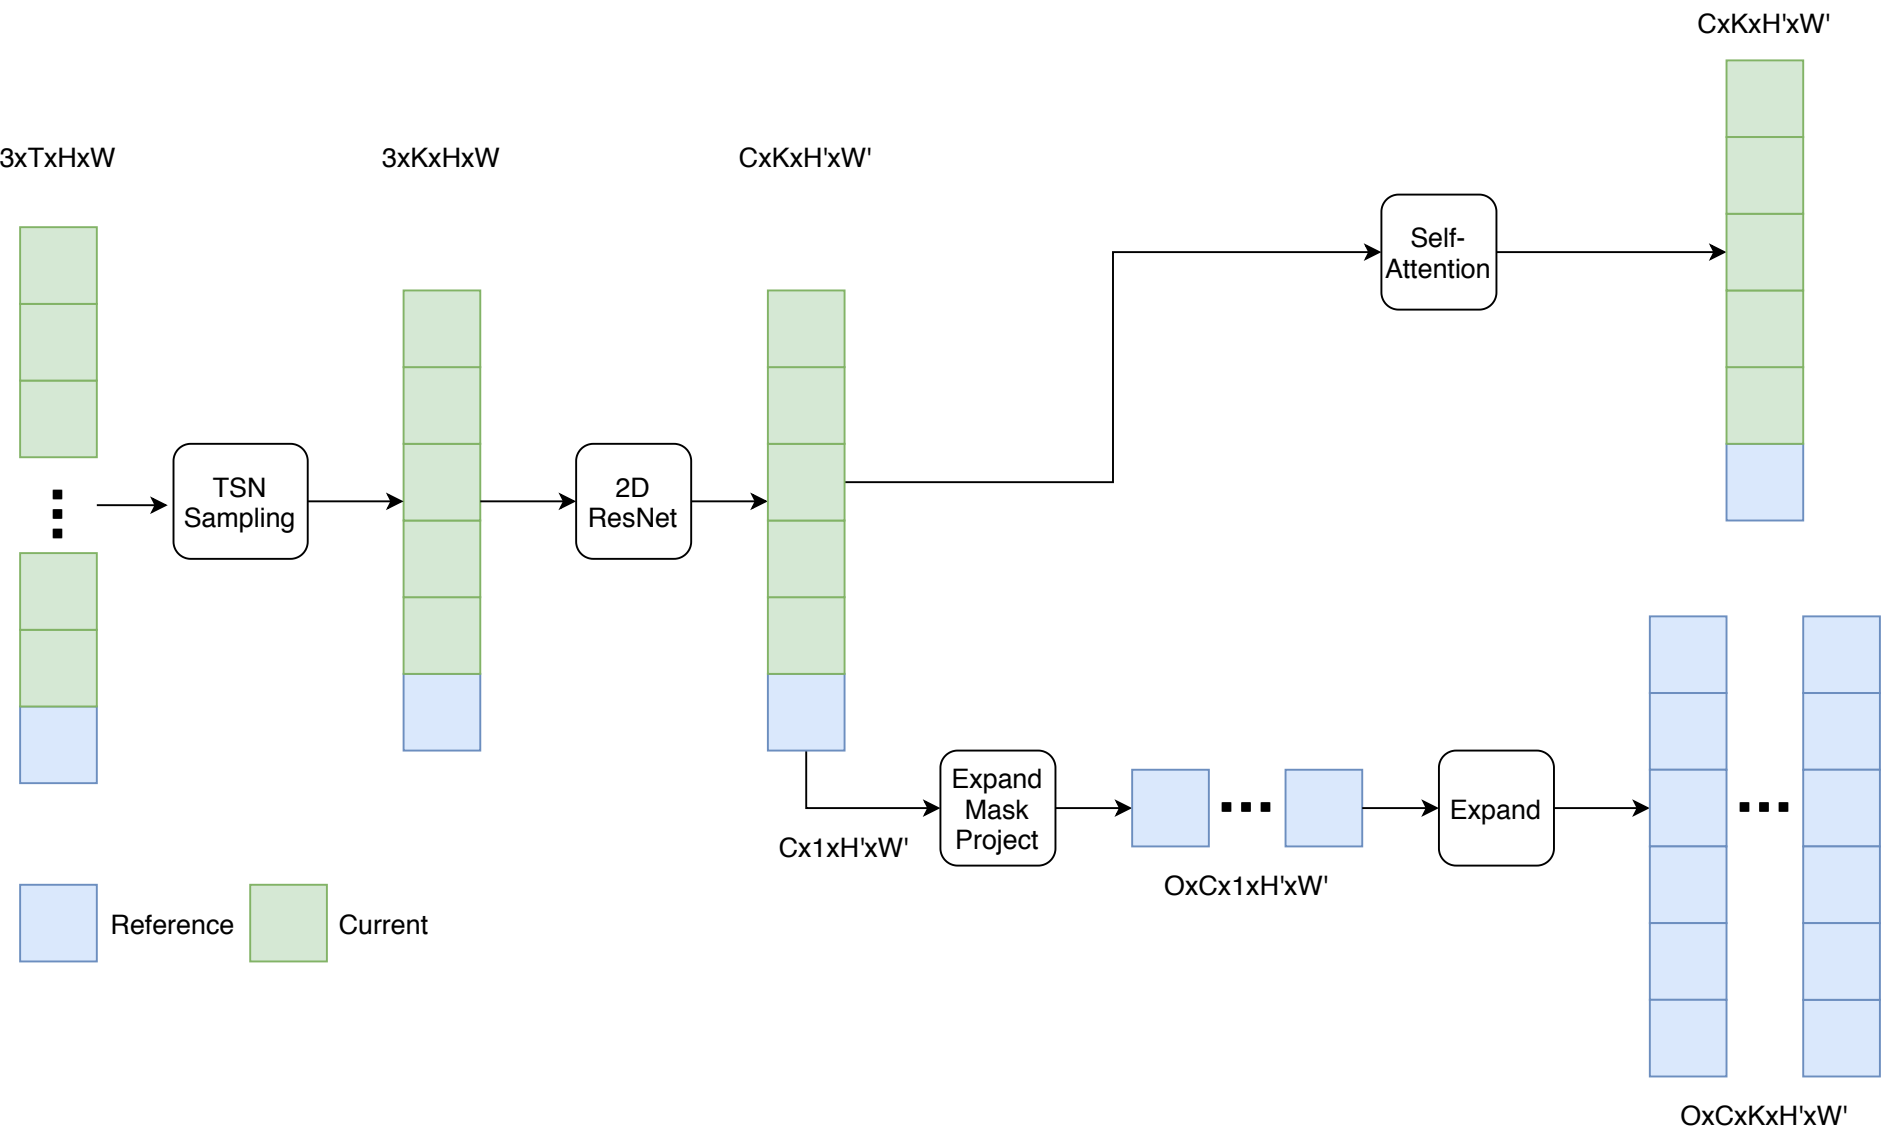 CxKxH'xW'
3xTxHxW
3xKxHxW
CxKxH'xW'
Self-
Attention
TSN
Sampling
2D
ResNet
Expand
Mask
Project
Expand
Cx1xH'xW'
OxCx1xH'xW'
Reference
Current
OxCxKxH'xW'